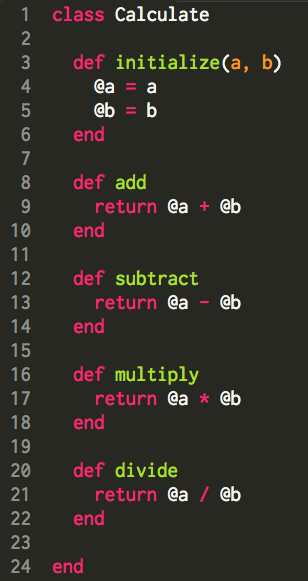 1 class Calculate
2
3   def initialize(a, b)
4     @a = a
5     @b = b
6   end
7
8   def add
9     return @a + @b
10   end
11
12   def subtract
13     return @a - @b
14   end
15
16   def multiply
17     return @a * @b
18   end
19
20   def divide
21     return @a / @b
22   end
23
24 end